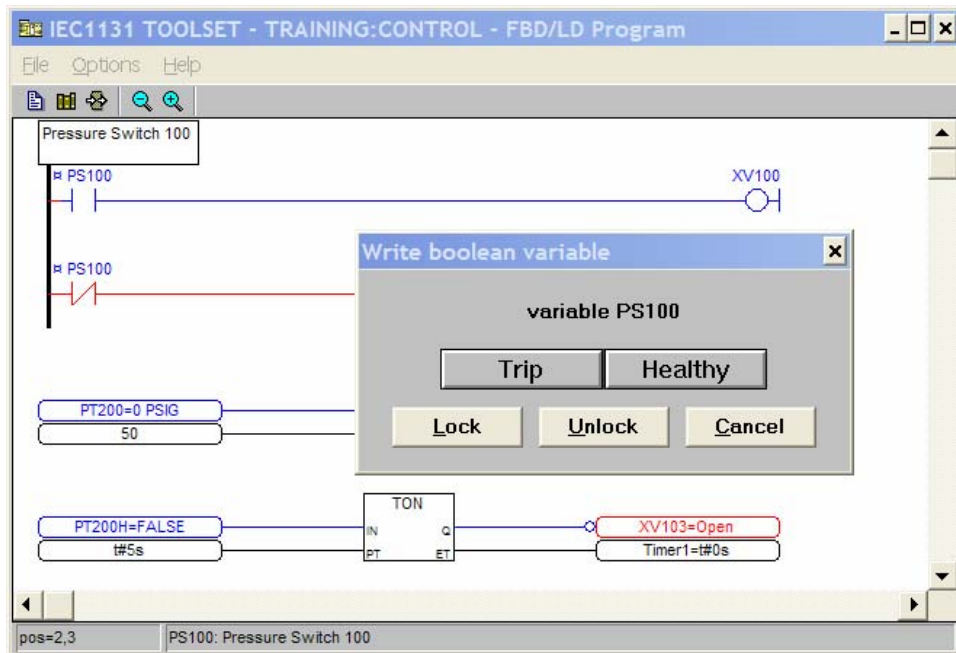 IEC1131 TOOLSET - TRAINING:CONTROL - FBD/LD Program
File Options Help
Pressure Switch 100
¤ PS100
XV100
¤ PS100
Write boolean variable
variable PS100
Trip Healthy
Lock Unlock Cancel
PT200=0 PSIG
50
TON
PT200H=FALSE IN Q XV103=Open
t#5s PT ET Timer1=t#0s
pos=2,3 PS100: Pressure Switch 100